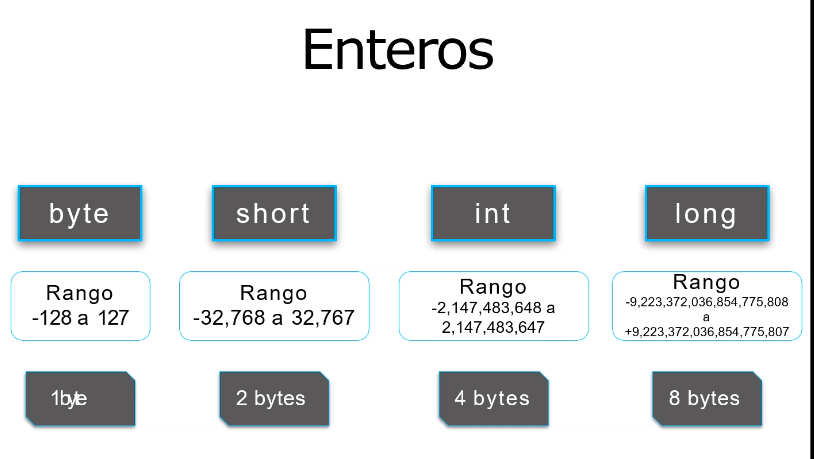 Enteros
byte
short
int
long
Rango
-128 a 127
Rango
-32,768 a 32,767
Rango
-2,147,483,648 a
2,147,483,647
Rango
-9,223,372,036,854,775,808
a
+9,223,372,036,854,775,807
1 byte
2 bytes
4 bytes
8 bytes